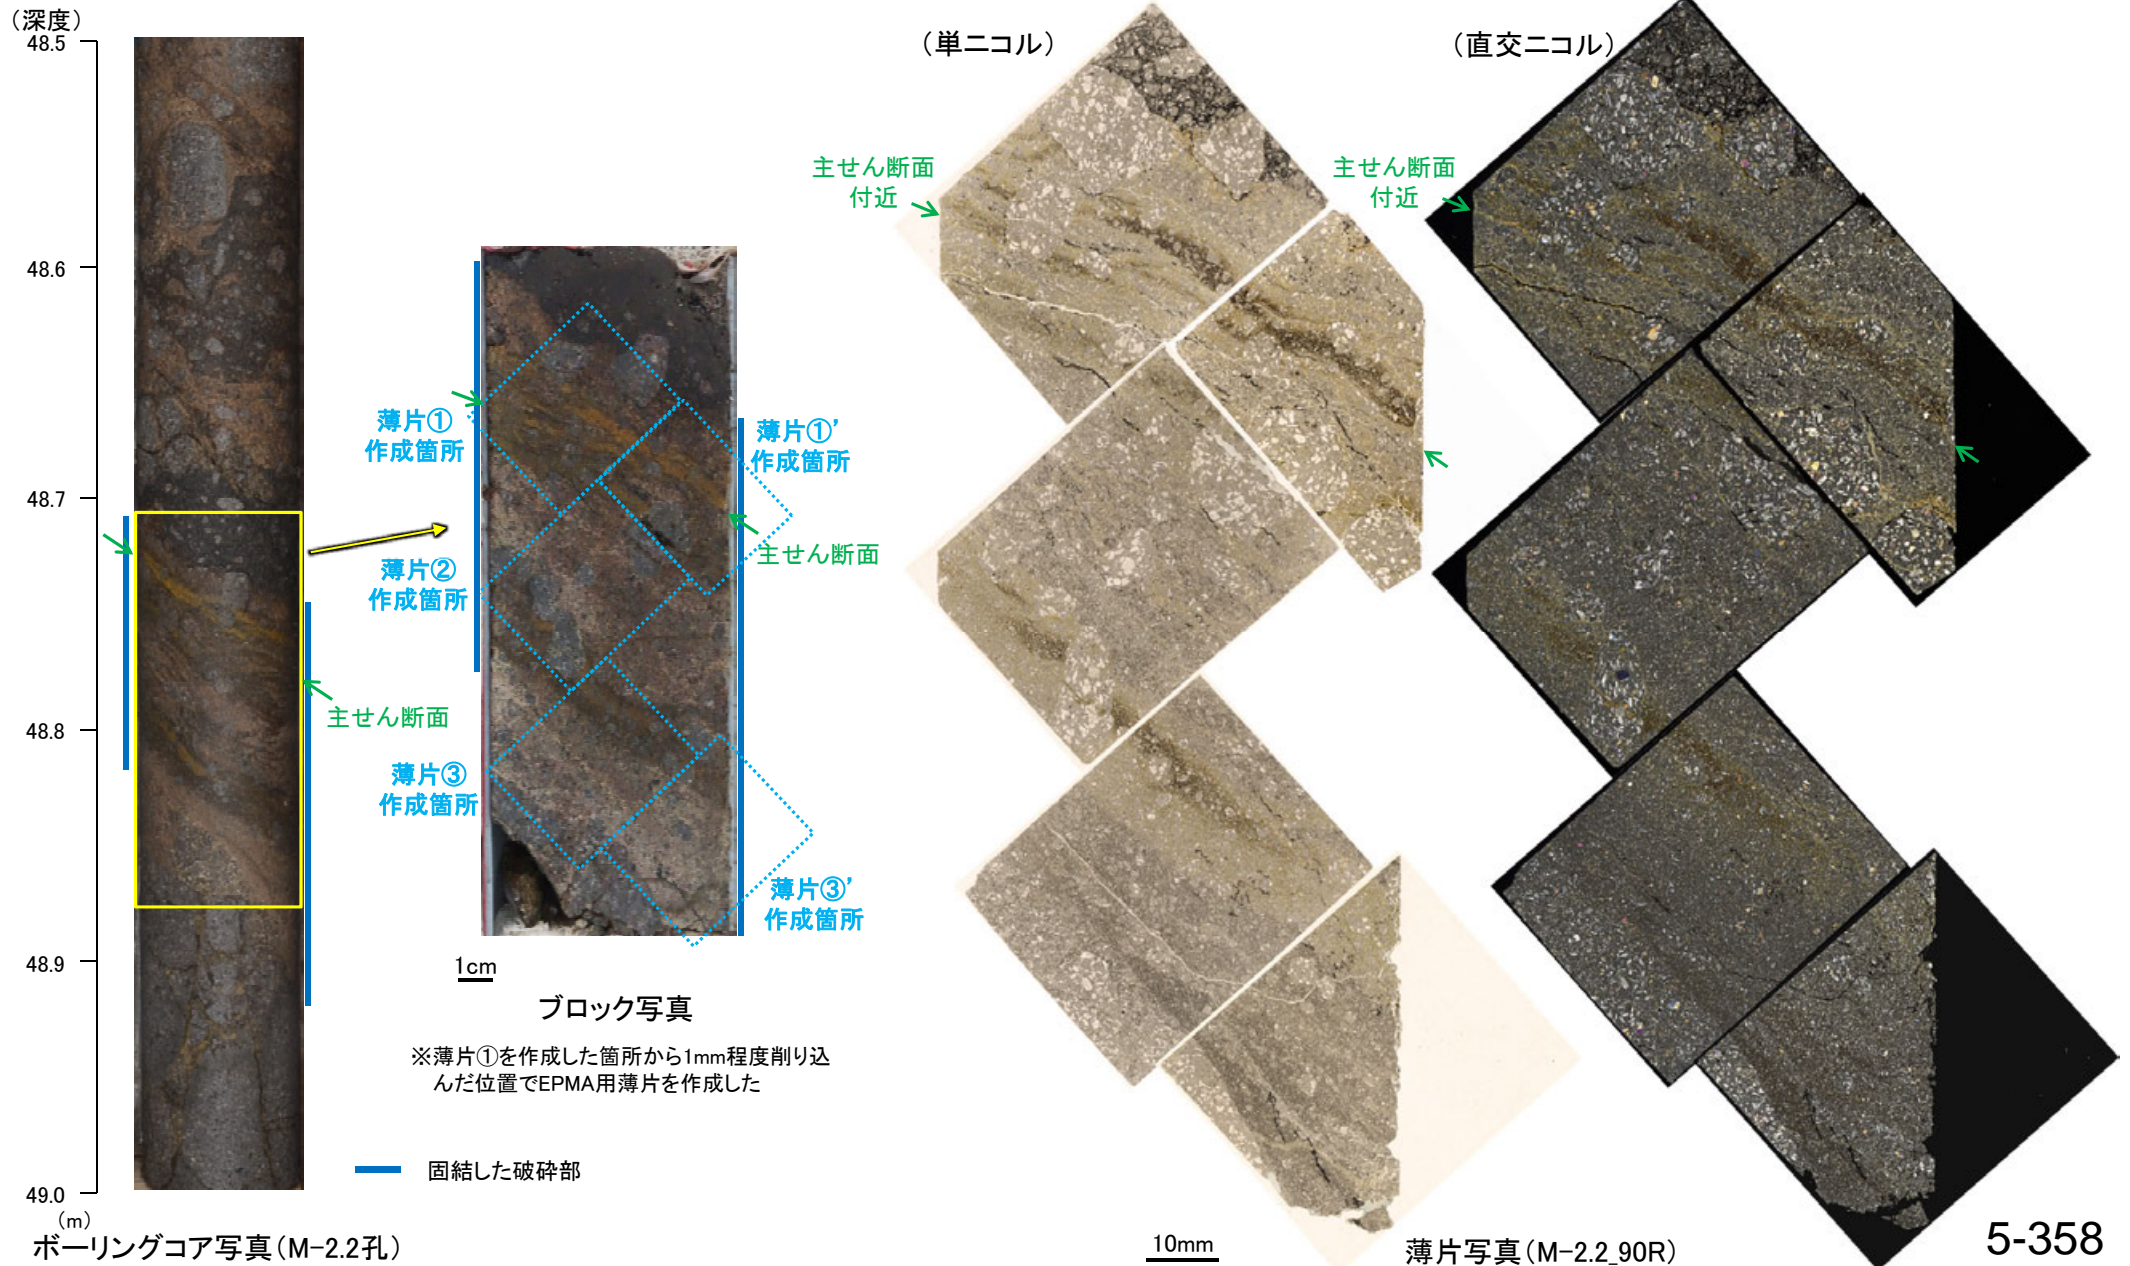 （深度）
48.5
48.6
48.7
48.8
48.9
49.0
（m）
ボーリングコア写真（M-2.2孔）
主せん断面
薄片①
作成箇所
薄片②
作成箇所
薄片③
作成箇所
薄片①’
作成箇所
主せん断面
薄片③’
作成箇所
1cm
ブロック写真
※薄片①を作成した箇所から1mm程度削り込
んだ位置でEPMA用薄片を作成した
固結した破砕部
（単ニコル）
主せん断面
付近
（直交ニコル）
主せん断面
付近
10mm
薄片写真（M-2.2_90R）
5-358